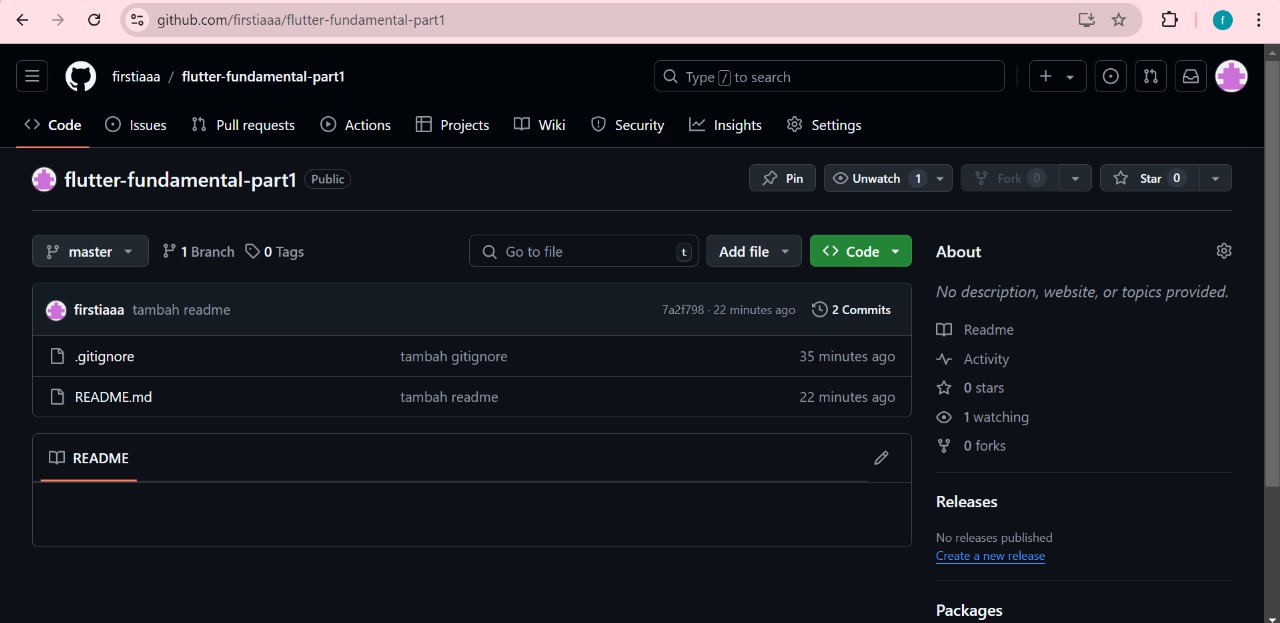 github.com/firstiaaa/flutter-fundamental-part1
f
firstiaaa / flutter-fundamental-part1
Type / to search
Code Issues Pull requests Actions Projects Wiki Security Insights Settings
flutter-fundamental-part1 Public
Pin Unwatch 1 Fork 0 Star 0
master 1 Branch 0 Tags
Go to file t
Add file
Code
firstiaaa tambah readme 7a2f798 · 22 minutes ago 2 Commits
.gitignore tambah gitignore 35 minutes ago
README.md tambah readme 22 minutes ago
README
About
No description, website, or topics provided.
Readme
Activity
0 stars
1 watching
0 forks
Releases
No releases published
Create a new release
Packages